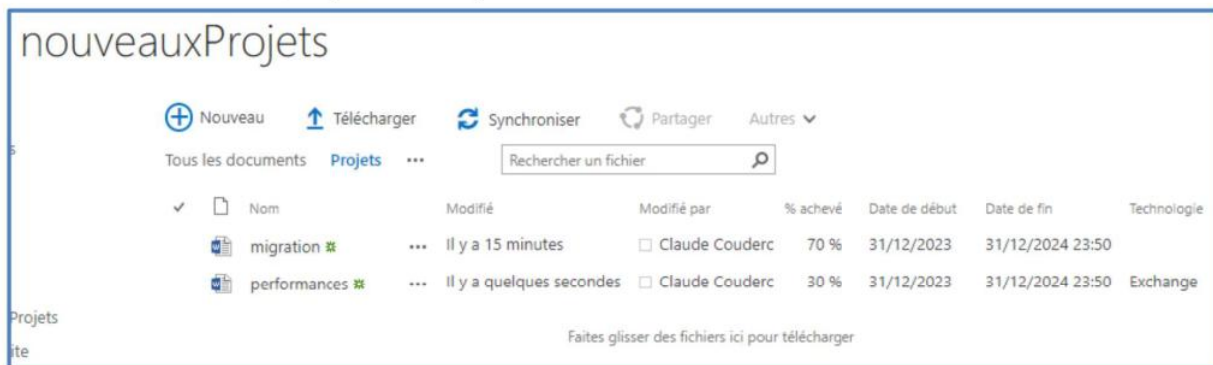 nouveauxProjets
Nouveau Télécharger Synchroniser Partager Autres
s
Tous les documents Projets ••• Rechercher un fichier
Nom Modifié Modifié par % achevé Date de début Date de fin Technologie
migration ••• Il y a 15 minutes Claude Couderc 70 % 31/12/2023 31/12/2024 23:50
performances ••• Il y a quelques secondes Claude Couderc 30 % 31/12/2023 31/12/2024 23:50 Exchange
Projets
Faites glisser des fichiers ici pour télécharger
ite